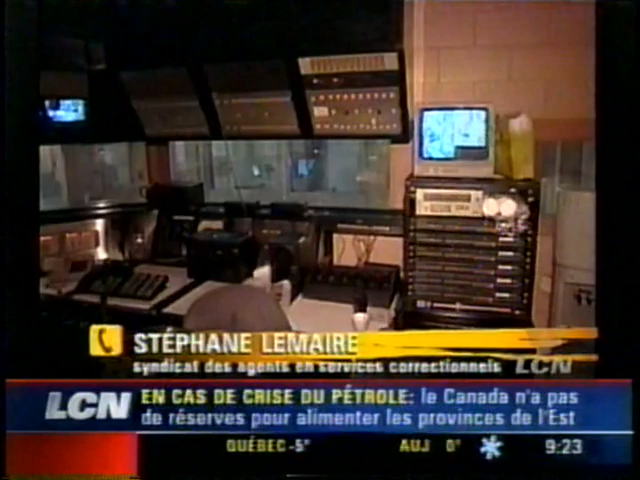 STÉPHANE LEMAIRE
syndicat des agents en services correctionnels LCN
LCN EN CAS DE CRISE DU PÉTROLE: le Canada n'a pas
de réserves pour alimenter les provinces de l'Est
QUÉBEC -5° AUJ 0° 9:23